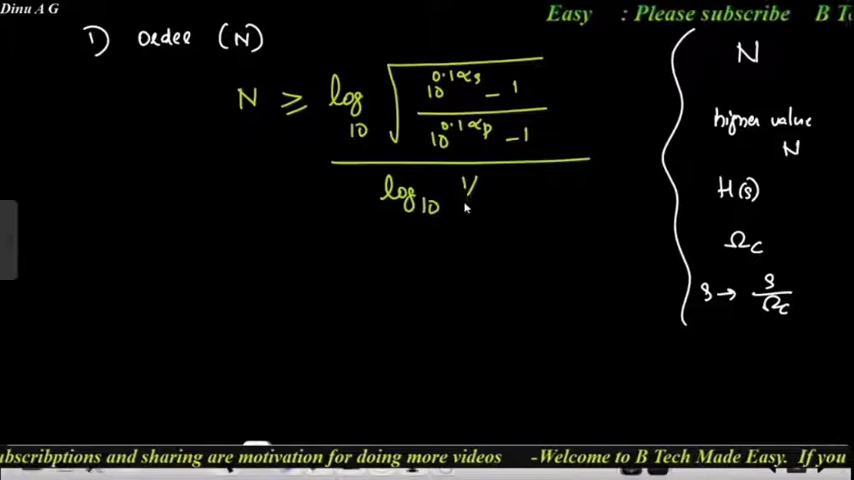 Dinu A G
Easy : Please subscribe B T
1) order (N)
N ≥ log10 √((10^0.1αs − 1)/(10^0.1αp − 1))
log10 1/
N
higher value
N
H(s)
Ωc
s → s/Ωc
ubscribptions and sharing are motivation for doing more videos -Welcome to B Tech Made Easy. If you